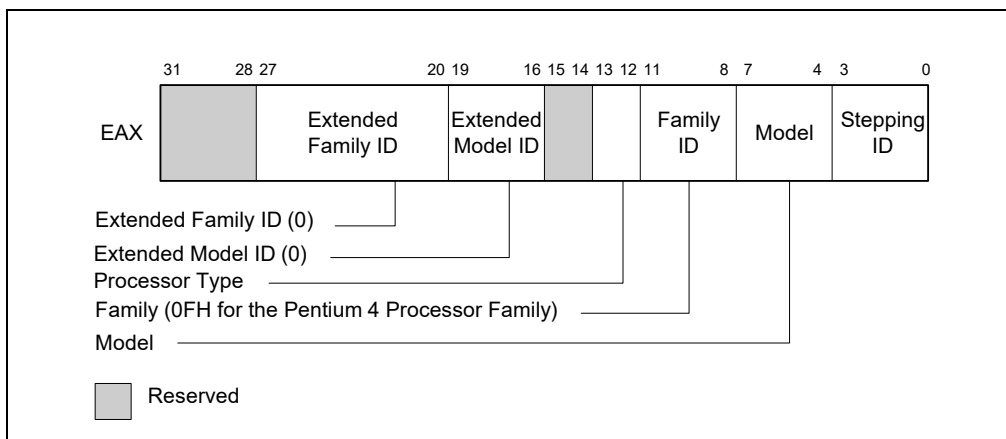 31 28 27 20 19 16 15 14 13 12 11 8 7 4 3 0
EAX
Extended Family ID
Extended Model ID
Family ID
Model
Stepping ID
Extended Family ID (0)
Extended Model ID (0)
Processor Type
Family (0FH for the Pentium 4 Processor Family)
Model
Reserved